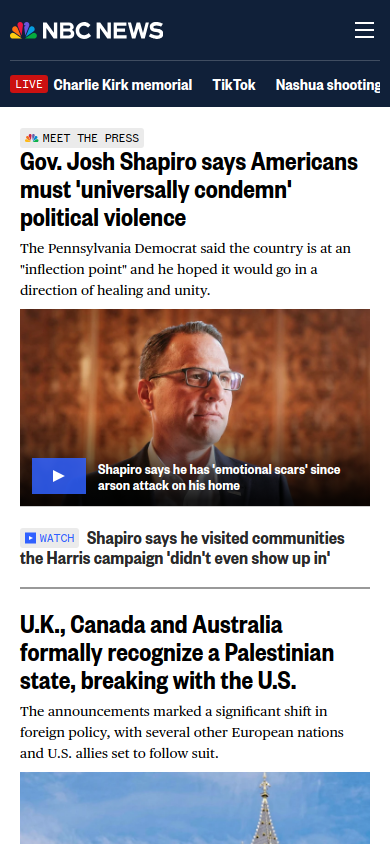 NBC NEWS
LIVE Charlie Kirk memorial TikTok Nashua shooting
MEET THE PRESS
Gov. Josh Shapiro says Americans
must 'universally condemn'
political violence
The Pennsylvania Democrat said the country is at an
"inflection point" and he hoped it would go in a
direction of healing and unity.
Shapiro says he has 'emotional scars' since
arson attack on his home
WATCH Shapiro says he visited communities
the Harris campaign 'didn't even show up in'
U.K., Canada and Australia
formally recognize a Palestinian
state, breaking with the U.S.
The announcements marked a significant shift in
foreign policy, with several other European nations
and U.S. allies set to follow suit.